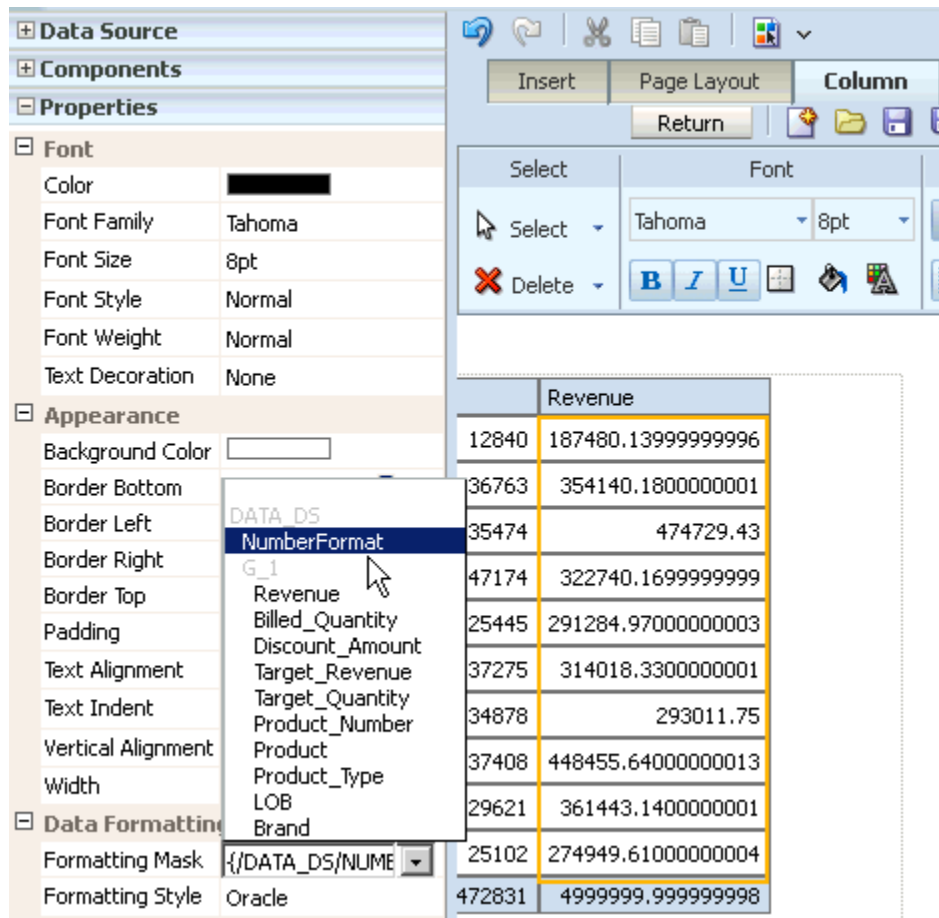 Data Source
Components
Properties
Font
Color
Font Family Tahoma
Font Size 8pt
Font Style Normal
Font Weight Normal
Text Decoration None
Appearance
Background Color
Border Bottom
Border Left
Border Right
Border Top
Padding
Text Alignment
Text Indent
Vertical Alignment
Width
DATA_DS
NumberFormat
G_1
Revenue
Billed_Quantity
Discount_Amount
Target_Revenue
Target_Quantity
Product_Number
Product
Product_Type
LOB
Brand
Data Formatting
Formatting Mask {/DATA_DS/NUME
Formatting Style Oracle
Insert Page Layout Column
Return
Select Font
Select Tahoma 8pt
Delete B I U
Revenue
12840 187480.13999999996
36763 354140.1800000001
35474 474729.43
47174 322740.1699999999
25445 291284.97000000003
37275 314018.3300000001
34878 293011.75
37408 448455.64000000013
29621 361443.1400000001
25102 274949.61000000004
472831 4999999.999999998